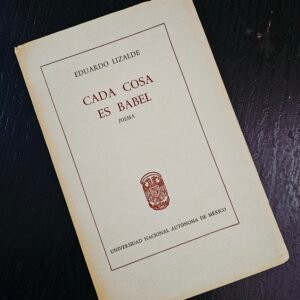 EDUARDO LIZALDE
CADA COSA
ES BABEL
POEMA
UNIVERSIDAD NACIONAL AUTÓNOMA DE MÉXICO